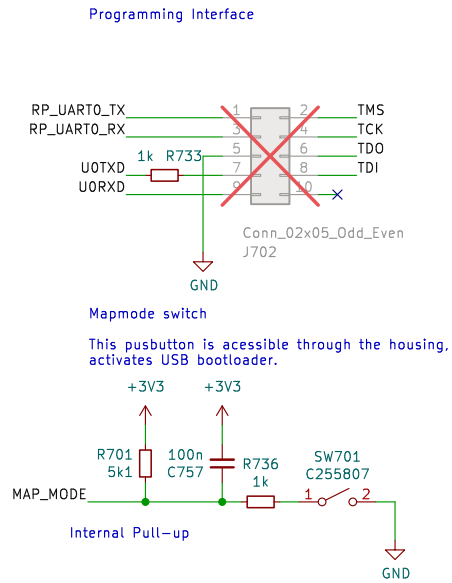 Programming Interface
RP_UART0_TX 1 2 TMS
RP_UART0_RX 3 4 TCK
5 6 TDO
1k R733
U0TXD 7 8 TDI
U0RXD 9 10
Conn_02x05_Odd_Even
J702
GND
Mapmode switch
This pusbutton is acessible through the housing,
activates USB bootloader.
+3V3 +3V3
R701 100n
5k1 C757
R736
1k
SW701
C255807
MAP_MODE 1 2
Internal Pull-up
GND